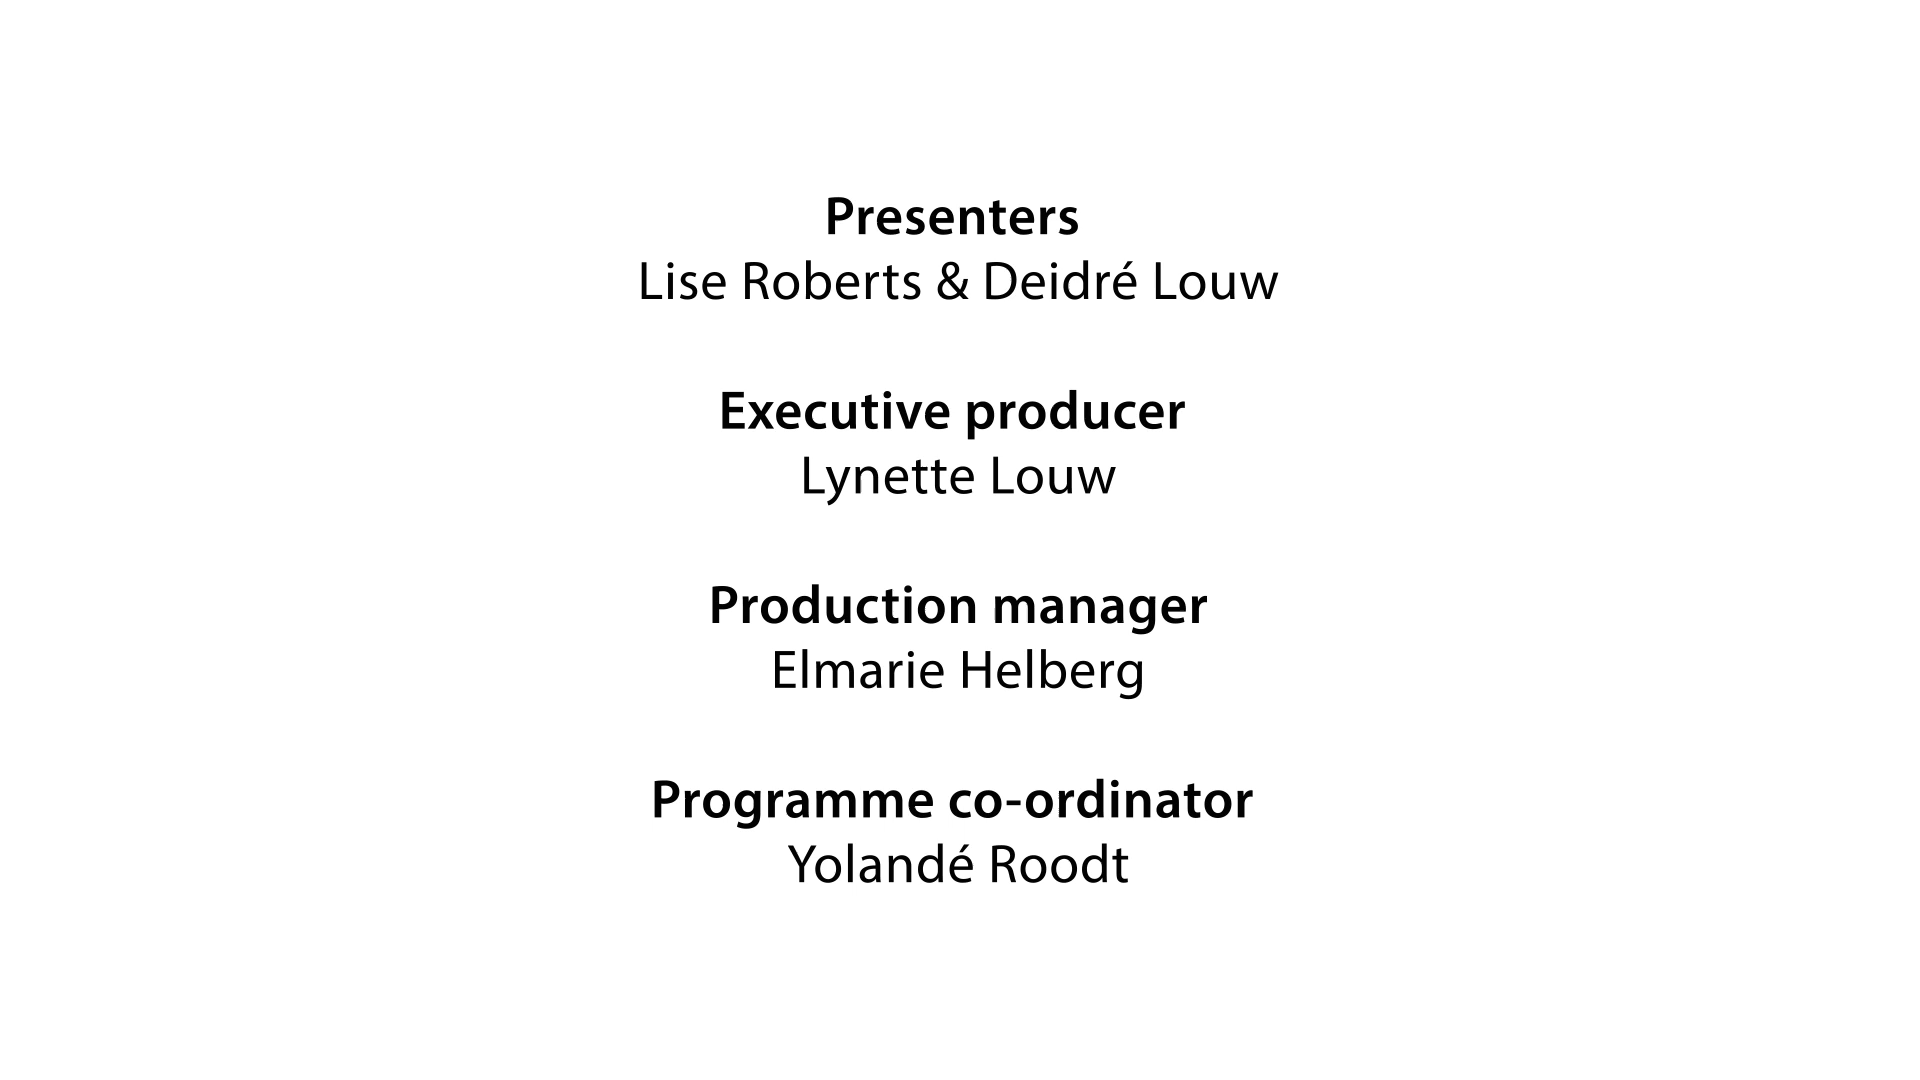 Presenters
Lise Roberts & Deidré Louw
Executive producer
Lynette Louw
Production manager
Elmarie Helberg
Programme co-ordinator
Yolandé Roodt